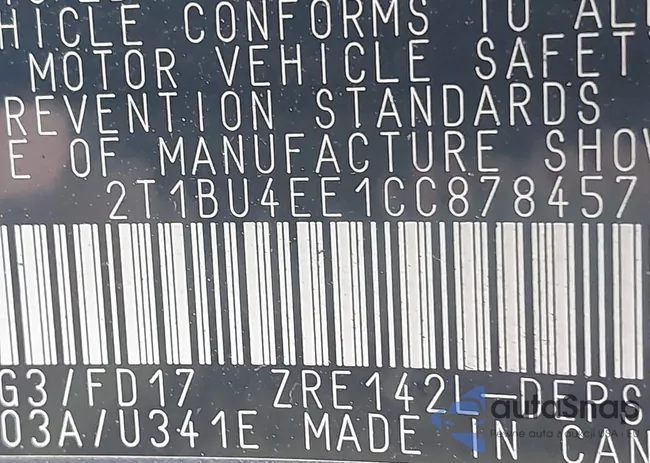 HICLE CONFORMS TO AL
MOTOR VEHICLE SAFET
REVENTION STANDARDS
E OF MANUFACTURE SHO
2T1BU4EE1CC878457
G3/FD17 ZRE142L-DEPS
03A/U341E MADE IN CAN
autoSnap